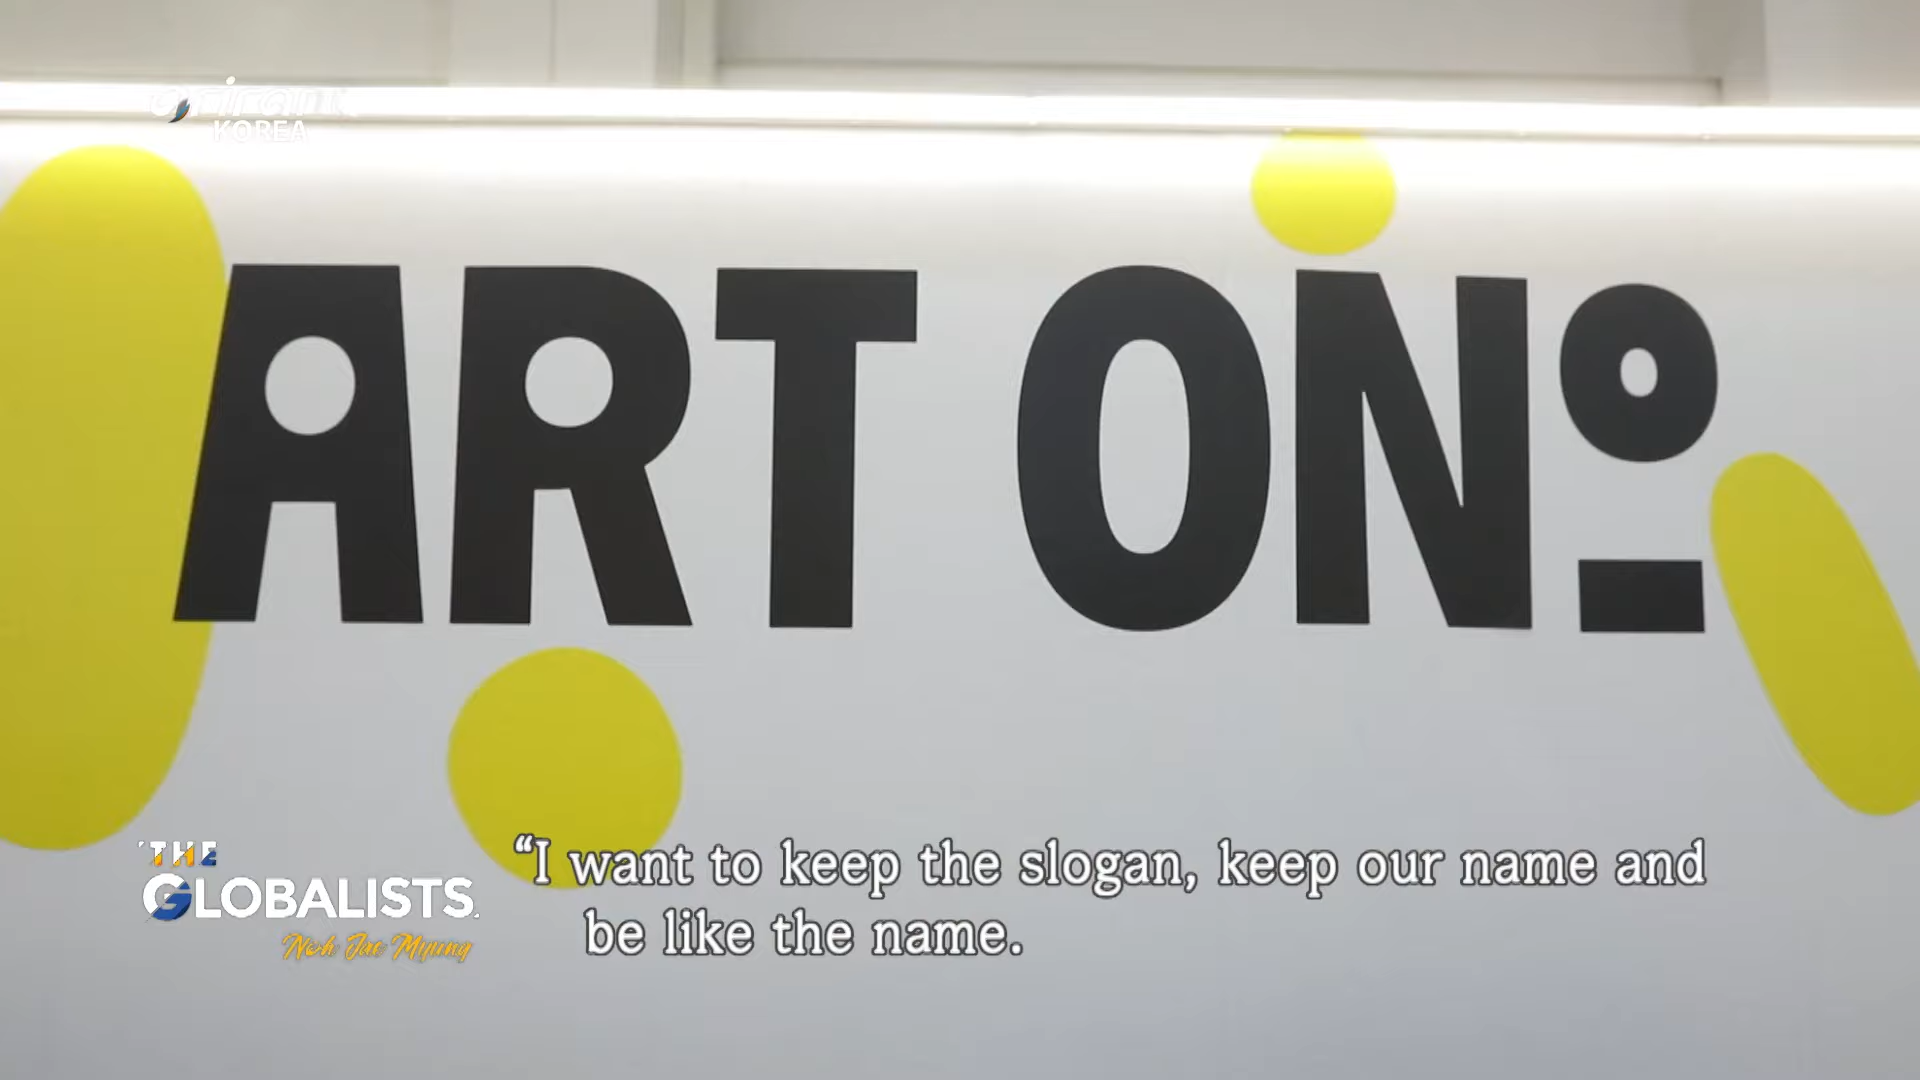 arirang
KOREA
ART ONº
THE
GLOBALISTS.
Noh Jae Myung
“I want to keep the slogan, keep our name and
be like the name.